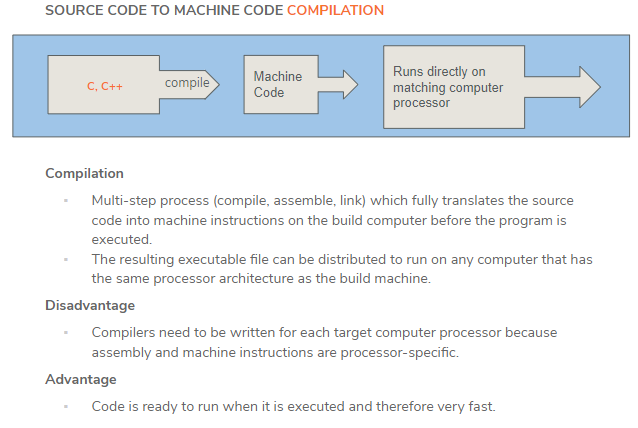 SOURCE CODE TO MACHINE CODE COMPILATION
C, C++
compile
Machine
Code
Runs directly on
matching computer
processor
Compilation
Multi-step process (compile, assemble, link) which fully translates the source
code into machine instructions on the build computer before the program is
executed.
The resulting executable file can be distributed to run on any computer that has
the same processor architecture as the build machine.
Disadvantage
Compilers need to be written for each target computer processor because
assembly and machine instructions are processor-specific.
Advantage
Code is ready to run when it is executed and therefore very fast.